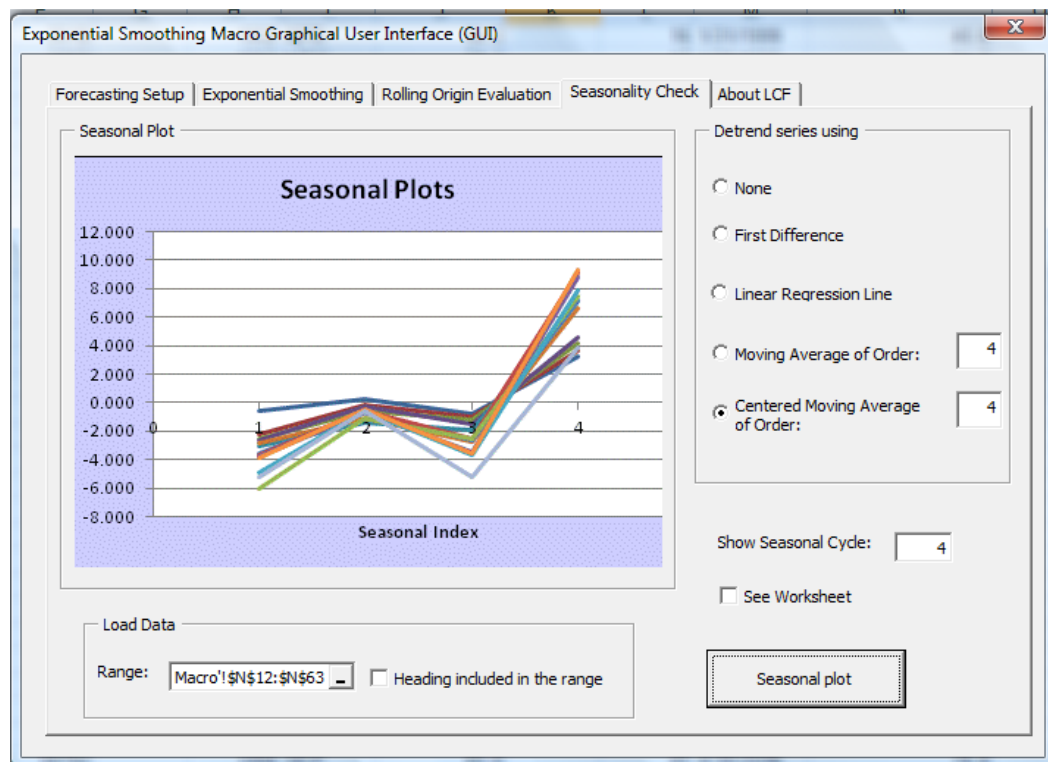 Exponential Smoothing Macro Graphical User Interface (GUI)
Forecasting Setup Exponential Smoothing Rolling Origin Evaluation Seasonality Check About LCF
Seasonal Plot
Seasonal Plots
12.000
10.000
8.000
6.000
4.000
2.000
0.000
-2.000
-4.000
-6.000
-8.000
0 1 2 3 4
Seasonal Index
Detrend series using
None
First Difference
Linear Regression Line
Moving Average of Order: 4
Centered Moving Average 4
of Order:
Show Seasonal Cycle: 4
See Worksheet
Load Data
Range: Macro'!$N$12:$N$63 Heading included in the range
Seasonal plot